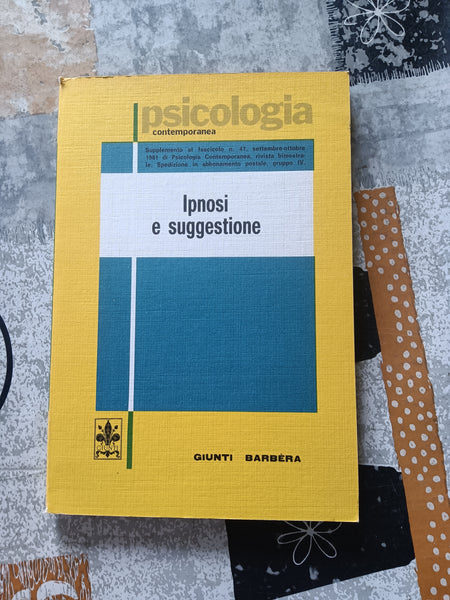 psicologia
contemporanea
Supplemento al fascicolo n. 47, settembre-ottobre
1981 di Psicologia Contemporanea, rivista bimestra-
le. Spedizione in abbonamento postale, gruppo IV.
Ipnosi
e suggestione
GIUNTI BARBÈRA